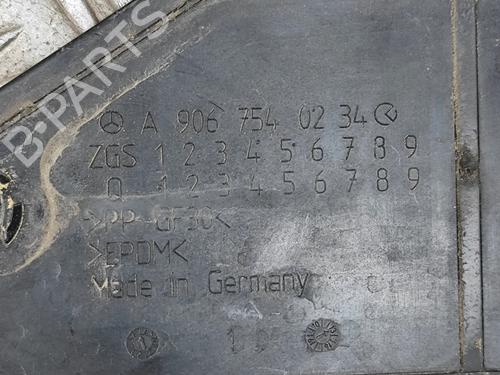 B-PARTS
A 906 754 02 34
ZGS 1 2 3 4 5 6 7 8 9
Q 1 2 3 4 5 6 7 8 9
>PP-GF30<
>EPDM<
Made in Germany